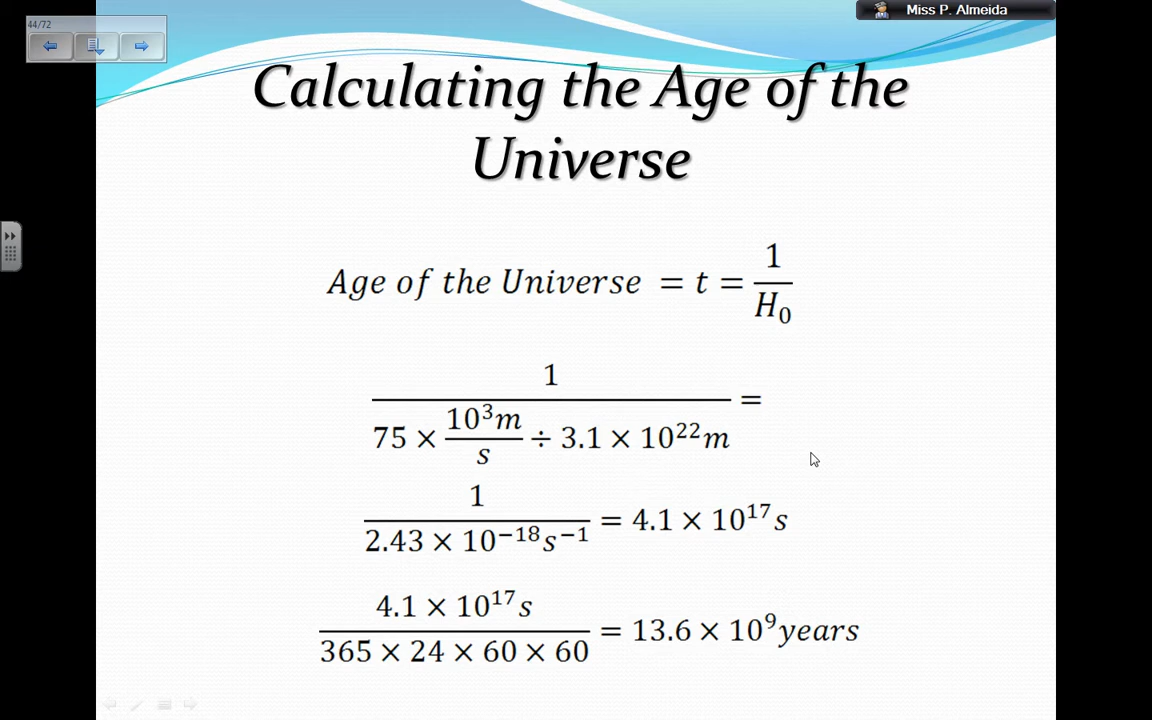 44/72
Miss P. Almeida
Calculating the Age of the
Universe
Age of the Universe = t = 1/H₀
1/(75 × 10³m/s ÷ 3.1 × 10²²m) =
1/(2.43 × 10⁻¹⁸s⁻¹) = 4.1 × 10¹⁷s
4.1 × 10¹⁷s/(365 × 24 × 60 × 60) = 13.6 × 10⁹years